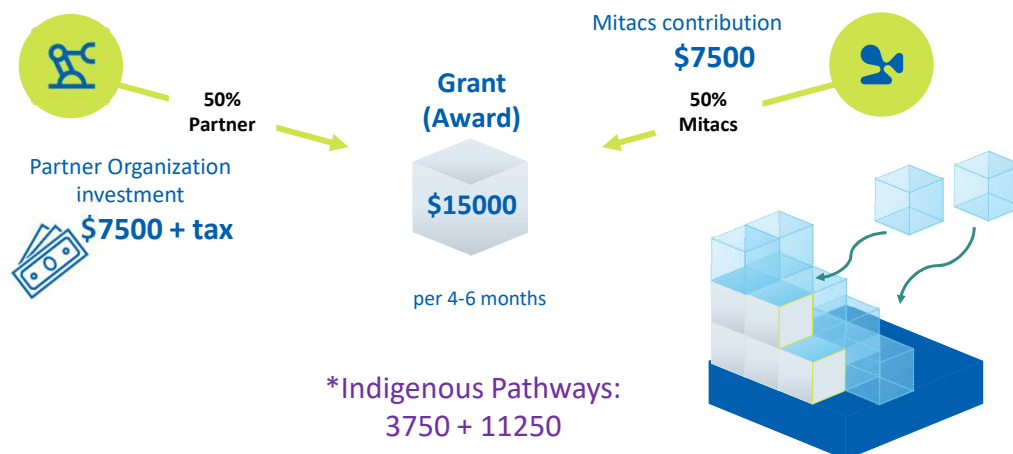 Mitacs contribution
$7500
50%
Mitacs
Grant
(Award)
$15000
per 4-6 months
50%
Partner
Partner Organization
investment
$7500 + tax
*Indigenous Pathways:
3750 + 11250